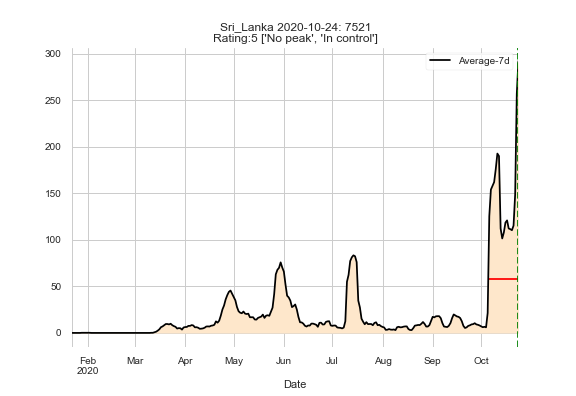 Sri_Lanka 2020-10-24: 7521
Rating:5 ['No peak', 'In control']
Average-7d
300
250
200
150
100
50
0
Feb Mar Apr May Jun Jul Aug Sep Oct
2020
Date